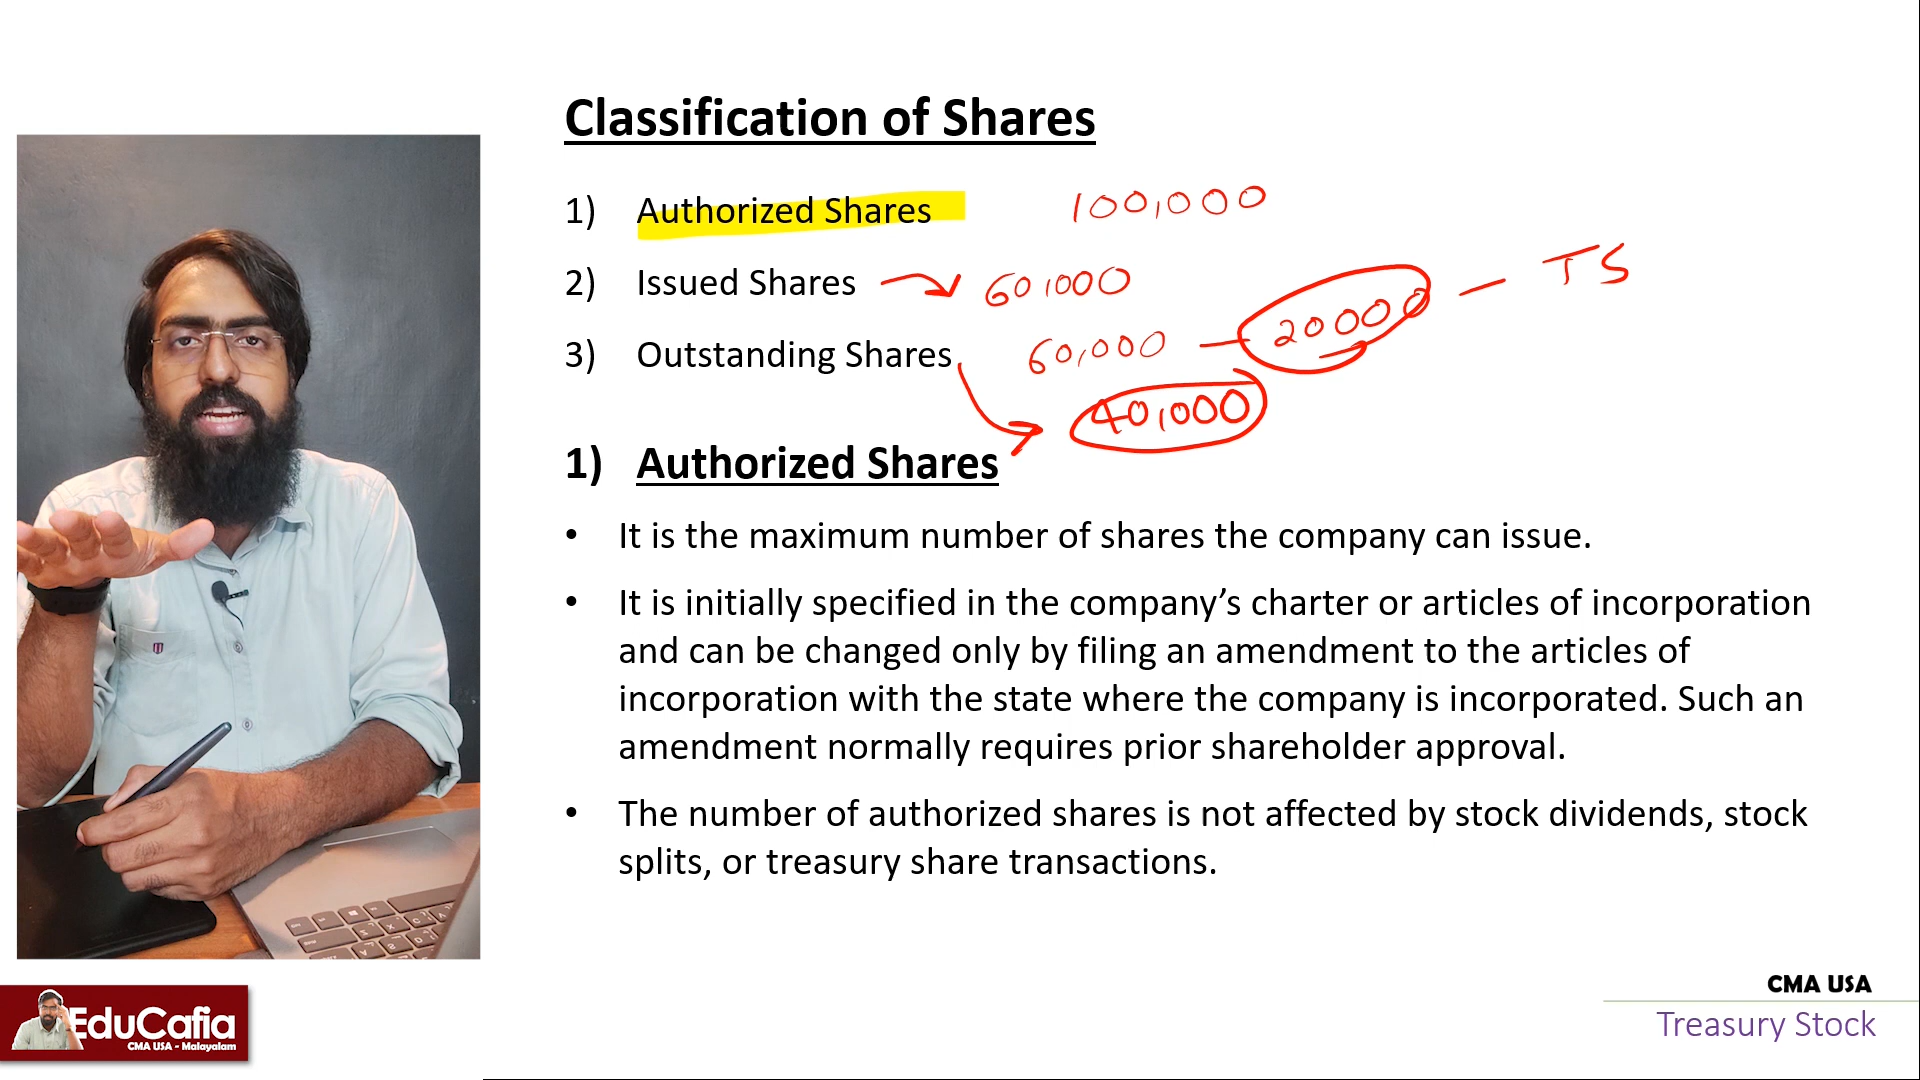 Classification of Shares
1) Authorized Shares 100,000
2) Issued Shares 60,000
20000 — TS
3) Outstanding Shares 60,000 —
40,000
1) Authorized Shares
• It is the maximum number of shares the company can issue.
• It is initially specified in the company’s charter or articles of incorporation
and can be changed only by filing an amendment to the articles of
incorporation with the state where the company is incorporated. Such an
amendment normally requires prior shareholder approval.
• The number of authorized shares is not affected by stock dividends, stock
splits, or treasury share transactions.
CMA USA
Treasury Stock
EduCafia
CMA USA - Malayalam